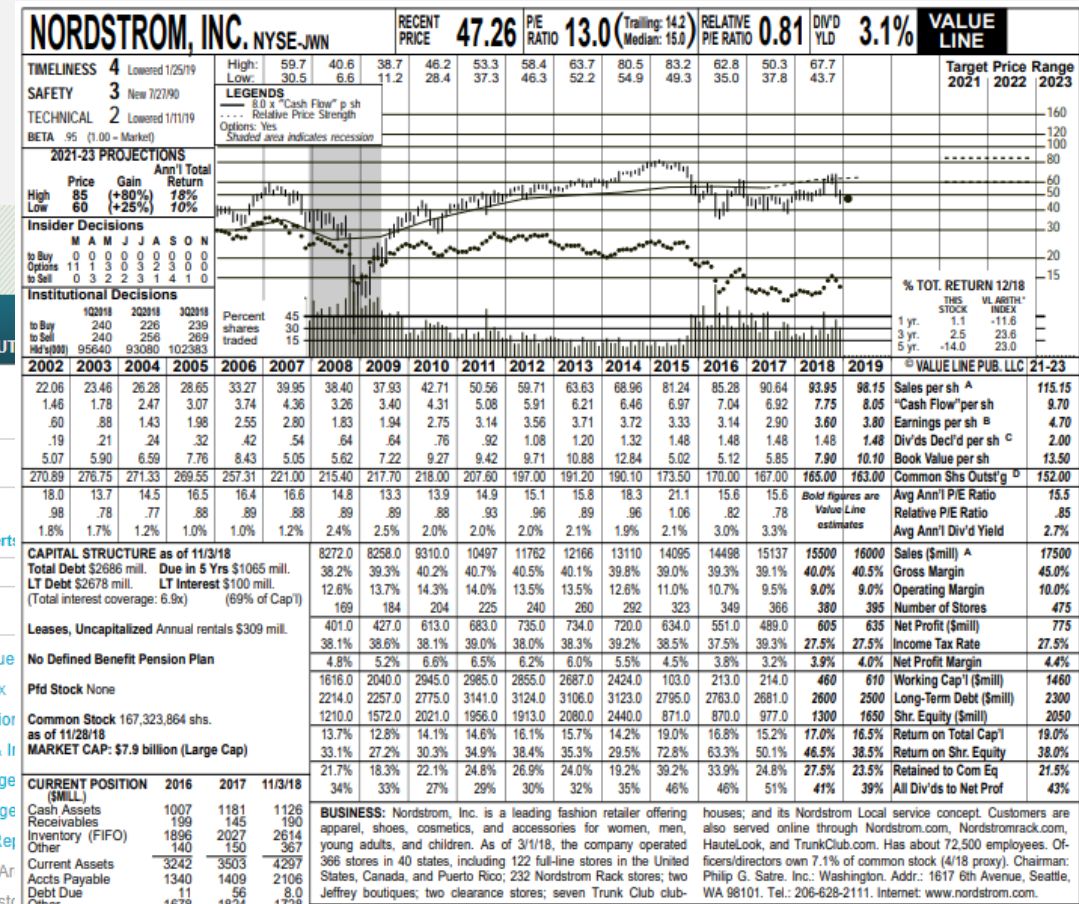 NORDSTROM, INC. NYSE-JWN
RECENT PRICE 47.26
P/E RATIO 13.0 (Trailing: 14.2 Median: 15.0)
RELATIVE P/E RATIO 0.81
DIV'D YLD 3.1%
VALUE LINE
TIMELINESS 4 Lowered 1/25/19
SAFETY 3 New 7/27/90
TECHNICAL 2 Lowered 1/11/19
BETA .95 (1.00 = Market)
High: 59.7 40.6 38.7 46.2 53.3 58.4 63.7 80.5 83.2 62.8 50.3 67.7
Low: 30.5 6.6 11.2 28.4 37.3 46.3 52.2 54.9 49.3 35.0 37.8 43.7
Target Price Range
2021 2022 2023
LEGENDS
8.0 x "Cash Flow" p sh
Relative Price Strength
Options: Yes
Shaded area indicates recession
160
120
100
80
60
50
40
30
20
15
2021-23 PROJECTIONS
Price Gain Ann'l Total Return
High 85 (+80%) 18%
Low 60 (+25%) 10%
Insider Decisions
M A M J J A S O N
to Buy 0 0 0 0 0 0 0 0 0
Options 11 1 3 0 3 2 3 0 0
to Sell 0 3 2 2 3 1 4 1 0
Institutional Decisions
1Q2018 2Q2018 3Q2018
to Buy 240 226 239
to Sell 240 256 269
Hld's(000) 95640 93080 102383
Percent shares traded
45
30
15
% TOT. RETURN 12/18
THIS STOCK VL ARITH.* INDEX
1 yr. 1.1 -11.6
3 yr. 2.5 23.6
5 yr. -14.0 23.0
2002 2003 2004 2005 2006 2007 2008 2009 2010 2011 2012 2013 2014 2015 2016 2017 2018 2019 © VALUE LINE PUB. LLC 21-23
22.06 23.46 26.28 28.65 33.27 39.95 38.40 37.93 42.71 50.56 59.71 63.63 68.96 81.24 85.28 90.64 93.95 98.15 Sales per sh A 115.15
1.46 1.78 2.47 3.07 3.74 4.36 3.26 3.40 4.31 5.08 5.91 6.21 6.46 6.97 7.04 6.92 7.75 8.05 "Cash Flow" per sh 9.70
.60 .88 1.43 1.98 2.55 2.80 1.83 1.94 2.75 3.14 3.56 3.71 3.72 3.33 3.14 2.90 3.60 3.80 Earnings per sh B 4.70
.19 .21 .24 .32 .42 .54 .64 .64 .76 .92 1.08 1.20 1.32 1.48 1.48 1.48 1.48 1.48 Div'ds Decl'd per sh C 2.00
5.07 5.90 6.59 7.76 8.43 5.05 5.62 7.22 9.27 9.42 9.71 10.88 12.84 5.02 5.12 5.85 7.90 10.10 Book Value per sh 13.50
270.89 276.75 271.33 269.55 257.31 221.00 215.40 217.70 218.00 207.60 197.00 191.20 190.10 173.50 170.00 167.00 165.00 163.00 Common Shs Outst'g D 152.00
18.0 13.7 14.5 16.5 16.4 16.6 14.8 13.3 13.9 14.9 15.1 15.8 18.3 21.1 15.6 15.6 Bold figures are Avg Ann'l P/E Ratio 15.5
.98 .78 .77 .88 .89 .88 .89 .89 .88 .93 .96 .89 .96 1.06 .82 .78 Value Line Relative P/E Ratio .85
1.8% 1.7% 1.2% 1.0% 1.0% 1.2% 2.4% 2.5% 2.0% 2.0% 2.0% 2.1% 1.9% 2.1% 3.0% 3.3% estimates Avg Ann'l Div'd Yield 2.7%
CAPITAL STRUCTURE as of 11/3/18
Total Debt $2686 mill. Due in 5 Yrs $1065 mill.
LT Debt $2678 mill. LT Interest $100 mill.
(Total interest coverage: 6.9x) (69% of Cap'l)
Leases, Uncapitalized Annual rentals $309 mill.
No Defined Benefit Pension Plan
Pfd Stock None
Common Stock 167,323,864 shs.
as of 11/28/18
MARKET CAP: $7.9 billion (Large Cap)
8272.0 8258.0 9310.0 10497 11762 12166 13110 14095 14498 15137 15500 16000 Sales ($mill) A 17500
38.2% 39.3% 40.2% 40.7% 40.5% 40.1% 39.8% 39.0% 39.3% 39.1% 40.0% 40.5% Gross Margin 45.0%
12.6% 13.7% 14.3% 14.0% 13.5% 13.5% 12.6% 11.0% 10.7% 9.5% 9.0% 9.0% Operating Margin 10.0%
169 184 204 225 240 260 292 323 349 366 380 395 Number of Stores 475
401.0 427.0 613.0 683.0 735.0 734.0 720.0 634.0 551.0 489.0 605 635 Net Profit ($mill) 775
38.1% 38.6% 38.1% 39.0% 38.0% 38.3% 39.2% 38.5% 37.5% 39.3% 27.5% 27.5% Income Tax Rate 27.5%
4.8% 5.2% 6.6% 6.5% 6.2% 6.0% 5.5% 4.5% 3.8% 3.2% 3.9% 4.0% Net Profit Margin 4.4%
1616.0 2040.0 2945.0 2985.0 2855.0 2687.0 2424.0 103.0 213.0 214.0 460 610 Working Cap'l ($mill) 1460
2214.0 2257.0 2775.0 3141.0 3124.0 3106.0 3123.0 2795.0 2763.0 2681.0 2600 2500 Long-Term Debt ($mill) 2300
1210.0 1572.0 2021.0 1956.0 1913.0 2080.0 2440.0 871.0 870.0 977.0 1300 1650 Shr. Equity ($mill) 2050
13.7% 12.8% 14.1% 14.6% 16.1% 15.7% 14.2% 19.0% 16.8% 15.2% 17.0% 16.5% Return on Total Cap'l 19.0%
33.1% 27.2% 30.3% 34.9% 38.4% 35.3% 29.5% 72.8% 63.3% 50.1% 46.5% 38.5% Return on Shr. Equity 38.0%
21.7% 18.3% 22.1% 24.8% 26.9% 24.0% 19.2% 39.2% 33.9% 24.8% 27.5% 23.5% Retained to Com Eq 21.5%
34% 33% 27% 29% 30% 32% 35% 46% 46% 51% 41% 39% All Div'ds to Net Prof 43%
CURRENT POSITION 2016 2017 11/3/18
($MILL.)
Cash Assets 1007 1181 1126
Receivables 199 145 190
Inventory (FIFO) 1896 2027 2614
Other 140 150 367
Current Assets 3242 3503 4297
Accts Payable 1340 1409 2106
Debt Due 11 56 8.0
BUSINESS: Nordstrom, Inc. is a leading fashion retailer offering
apparel, shoes, cosmetics, and accessories for women, men,
young adults, and children. As of 3/1/18, the company operated
366 stores in 40 states, including 122 full-line stores in the United
States, Canada, and Puerto Rico; 232 Nordstrom Rack stores; two
Jeffrey boutiques; two clearance stores; seven Trunk Club club-
houses; and its Nordstrom Local service concept. Customers are
also served online through Nordstrom.com, Nordstromrack.com,
HauteLook, and TrunkClub.com. Has about 72,500 employees. Of-
ficers/directors own 7.1% of common stock (4/18 proxy). Chairman:
Philip G. Satre. Inc.: Washington. Addr.: 1617 6th Avenue, Seattle,
WA 98101. Tel.: 206-628-2111. Internet: www.nordstrom.com.